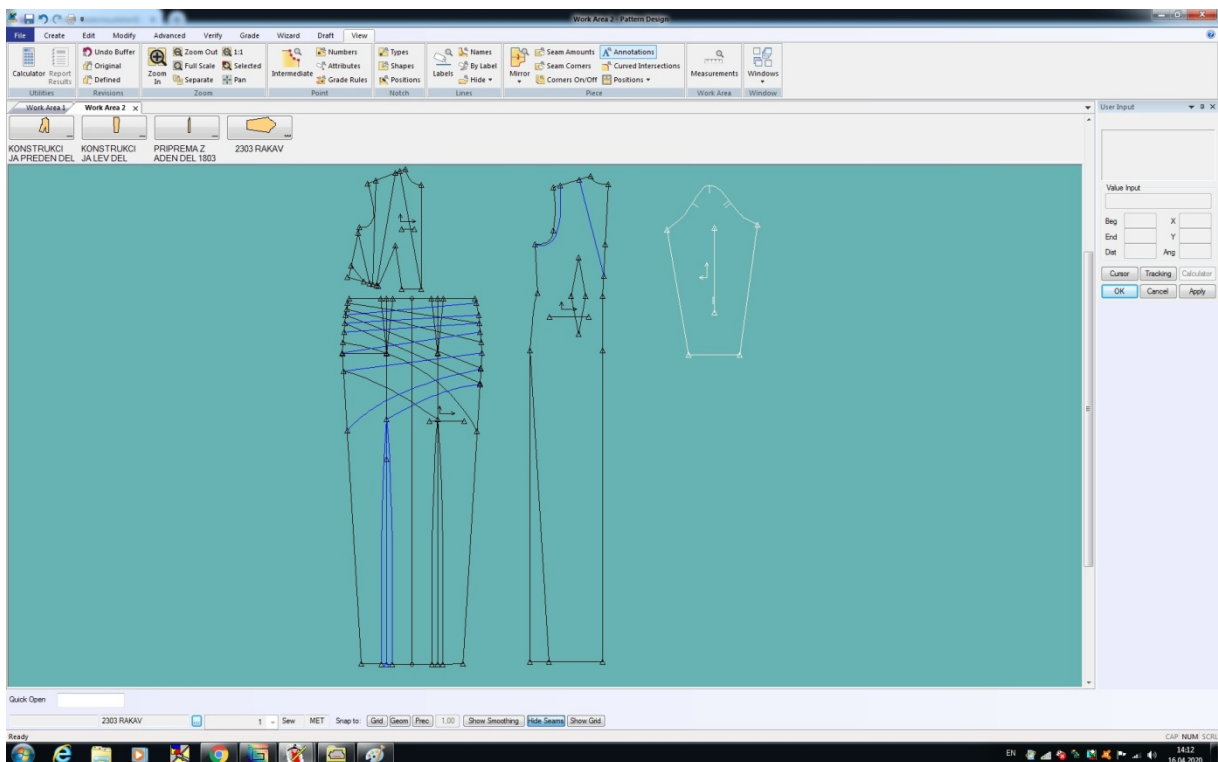 Work Area 2 - Pattern Design
File Create Edit Modify Advanced Verify Grade Wizard Draft View
Calculator
Report Results
Undo Buffer
Original
Defined
Zoom In
Zoom Out 1:1
Full Scale Selected
Separate Pan
Intermediate
Numbers
Attributes
Grade Rules
Types
Shapes
Positions
Labels
Names
By Label
Hide
Mirror
Seam Amounts Annotations
Seam Corners Curved Intersections
Corners On/Off Positions
Measurements
Windows
Utilities Revisions Zoom Point Notch Lines Piece Work Area Window
Work Area 1 Work Area 2 x
User Input
KONSTRUKCI
JA PREDEN DEL
KONSTRUKCI
JA LEV DEL
PRIPREMA Z
ADEN DEL 1803
2303 RAKAV
Value Input
Beg X
End Y
Dist Ang
Cursor Tracking Calculator
OK Cancel Apply
Quick Open
2303 RAKAV ... 1 Sew MET Snap to: Grid Geom Prec 1.00 Show Smoothing Hide Seams Show Grid
Ready CAP NUM SCRL
EN 14:12
16.04.2020